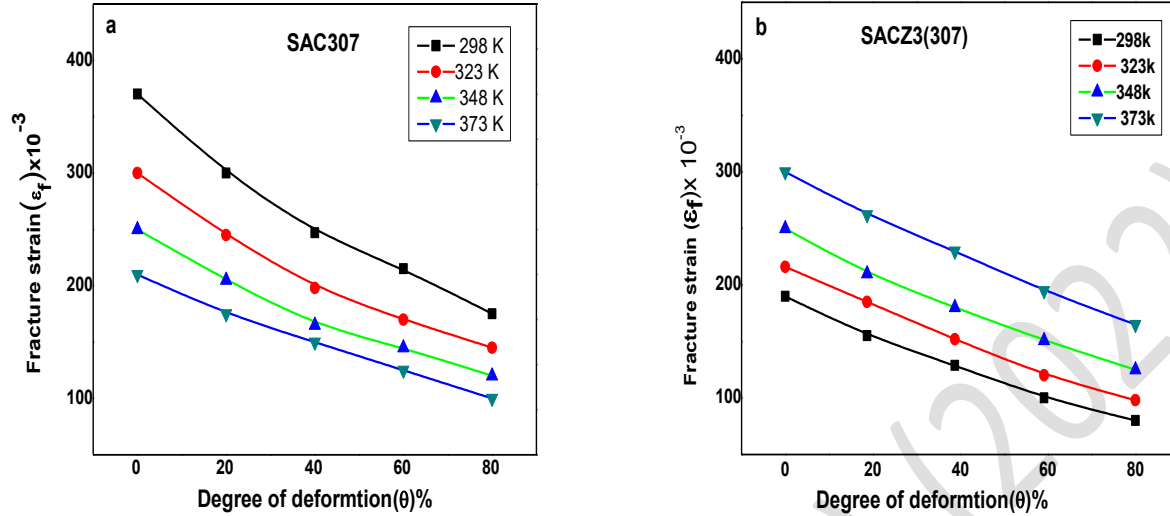 a
SAC307
298 K
323 K
348 K
373 K
400
300
200
100
Fracture strain(εf)x10-3
0 20 40 60 80
Degree of deformtion(θ)%
b
SACZ3(307)
298k
323k
348k
373k
400
300
200
100
Fracture strain (εf)x 10-3
0 20 40 60 80
Degree of deformtion(θ)%